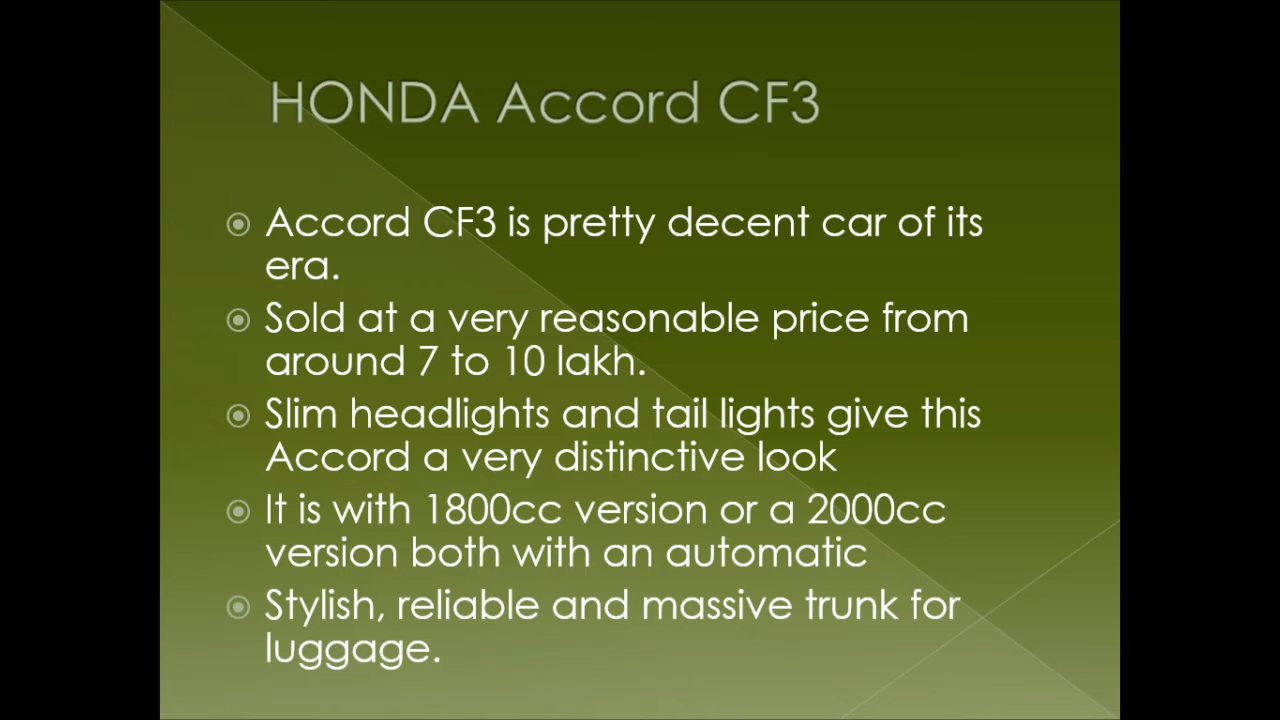 HONDA Accord CF3
Accord CF3 is pretty decent car of its
era.
Sold at a very reasonable price from
around 7 to 10 lakh.
Slim headlights and tail lights give this
Accord a very distinctive look
It is with 1800cc version or a 2000cc
version both with an automatic
Stylish, reliable and massive trunk for
luggage.